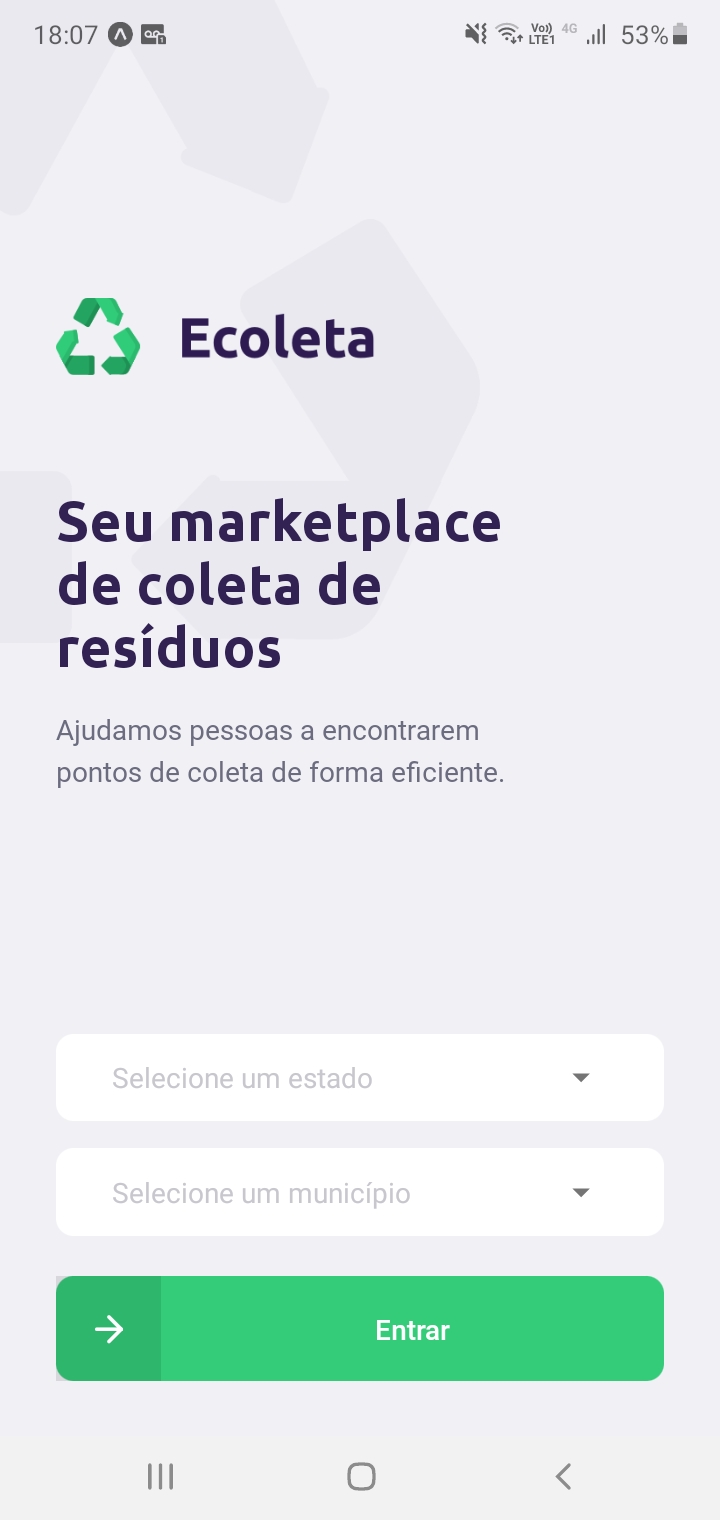 18:07 Vo)) LTE1 4G 53%
Ecoleta
Seu marketplace
de coleta de
resíduos
Ajudamos pessoas a encontrarem
pontos de coleta de forma eficiente.
Selecione um estado
Selecione um município
Entrar